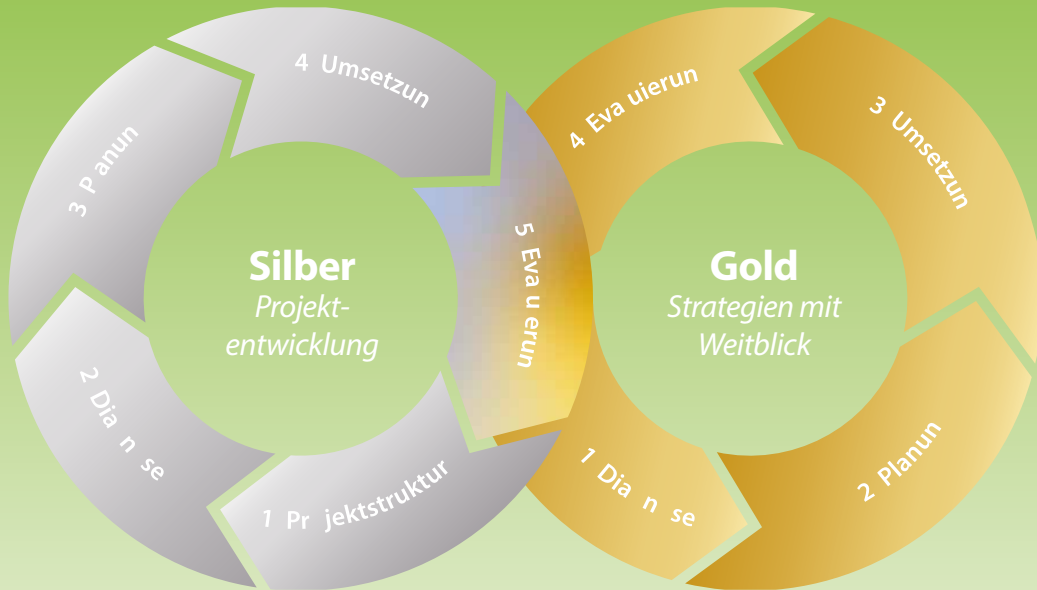 Silber
Projekt-
entwicklung
1 Pr jektstruktur
2 Dia n se
3 P anun
4 Umsetzun
5 Eva u erun
Gold
Strategien mit
Weitblick
1 Dia n se
2 Planun
3 Umsetzun
4 Eva uierun